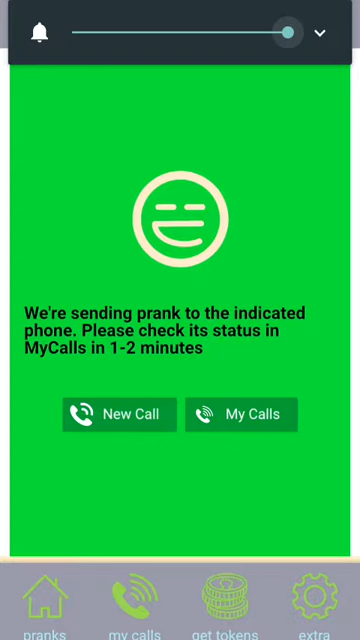 We're sending prank to the indicated
phone. Please check its status in
MyCalls in 1-2 minutes
New Call
My Calls
pranks
my calls
get tokens
extra